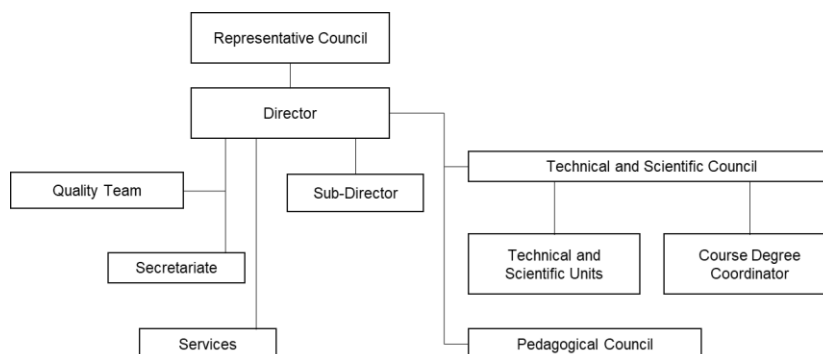 Representative Council
Director
Quality Team
Sub-Director
Technical and Scientific Council
Secretariate
Technical and
Scientific Units
Course Degree
Coordinator
Services
Pedagogical Council